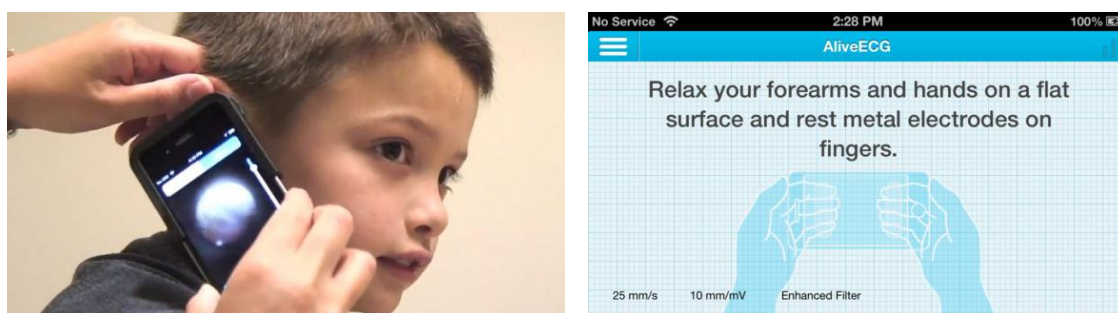 No Service 2:28 PM 100%
AliveECG
Relax your forearms and hands on a flat
surface and rest metal electrodes on
fingers.
25 mm/s 10 mm/mV Enhanced Filter